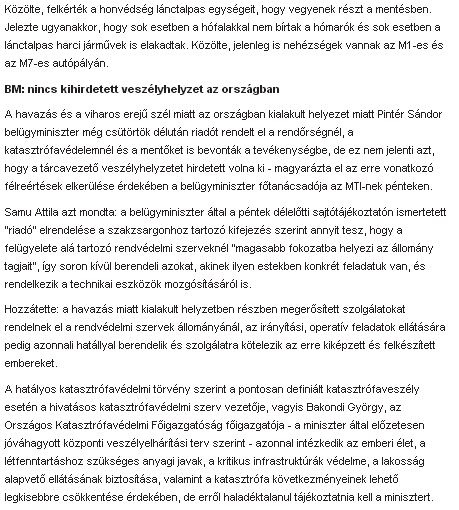 Közölte, felkérték a honvédség lánctalpas egységeit, hogy vegyenek részt a mentésben.
Jelezte ugyanakkor, hogy sok esetben a hófalakkal nem bírtak a hómarók és sok esetben a
lánctalpas harci járművek is elakadtak. Közölte, jelenleg is nehézségek vannak az M1-es és
az M7-es autópályán.
BM: nincs kihirdetett veszélyhelyzet az országban
A havazás és a viharos erejű szél miatt az országban kialakult helyezet miatt Pintér Sándor
belügyminiszter még csütörtök délután riadót rendelt el a rendőrségnél, a
katasztrófavédelemnél és a mentőket is bevonták a tevékenységbe, de ez nem jelenti azt,
hogy a tárcavezető veszélyhelyzetet hirdetett volna ki - magyarázta el az erre vonatkozó
félreértések elkerülése érdekében a belügyminiszter főtanácsadója az MTI-nek pénteken.
Samu Attila azt mondta: a belügyminiszter által a péntek délelőtti sajtótájékoztatón ismertetett
"riadó" elrendelése a szakzsargonhoz tartozó kifejezés szerint annyit tesz, hogy a
felügyelete alá tartozó rendvédelmi szerveknél "magasabb fokozatba helyezi az állomány
tagjait", így soron kívül berendeli azokat, akinek ilyen estekben konkrét feladatuk van, és
rendelkezik a technikai eszközök mozgósításáról is.
Hozzátette: a havazás miatt kialakult helyzetben részben megerősített szolgálatokat
rendelnek el a rendvédelmi szervek állományánál, az irányítási, operatív feladatok ellátására
pedig azonnali hatállyal berendelik és szolgálatra kötelezik az erre kiképzett és felkészített
embereket.
A hatályos katasztrófavédelmi törvény szerint a pontosan definiált katasztrófaveszély
esetén a hivatásos katasztrófavédelmi szerv vezetője, vagyis Bakondi György, az
Országos Katasztrófavédelmi Főigazgatóság főigazgatója - a miniszter által előzetesen
jóváhagyott központi veszélyelhárítási terv szerint - azonnal intézkedik az emberi élet, a
létfenntartáshoz szükséges anyagi javak, a kritikus infrastruktúrák védelme, a lakosság
alapvető ellátásának biztosítása, valamint a katasztrófa következményeinek lehető
legkisebbre csökkentése érdekében, de erről haladéktalanul tájékoztatnia kell a minisztert.